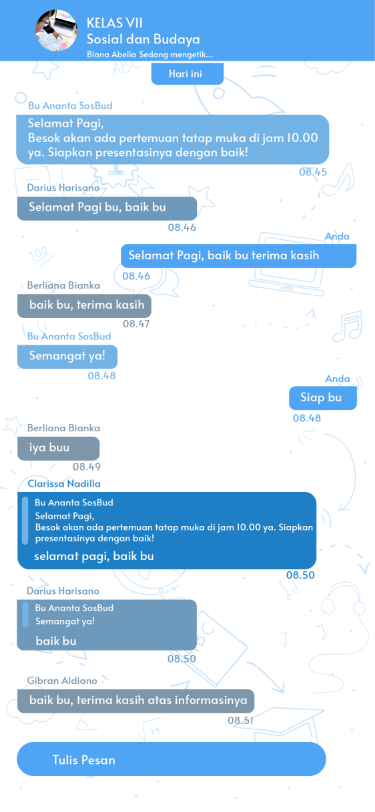 KELAS VII
Sosial dan Budaya
Biana Abelia Sedang mengetik...
Hari ini
Bu Ananta SosBud
Selamat Pagi,
Besok akan ada pertemuan tatap muka di jam 10.00
ya. Siapkan presentasinya dengan baik!
08.45
Darius Harisano
Selamat Pagi bu, baik bu
08.46
Anda
Selamat Pagi, baik bu terima kasih
08.46
Berliana Bianka
baik bu, terima kasih
08.47
Bu Ananta SosBud
Semangat ya!
08.48
Anda
Siap bu
08.48
Berliana Bianka
iya buu
08.49
Clarissa Nadilla
Bu Ananta SosBud
Selamat Pagi,
Besok akan ada pertemuan tatap muka di jam 10.00 ya. Siapkan
presentasinya dengan baik!
selamat pagi, baik bu
08.50
Darius Harisano
Bu Ananta SosBud
Semangat ya!
baik bu
08.50
Gibran Aldiano
baik bu, terima kasih atas informasinya
08.51
Tulis Pesan